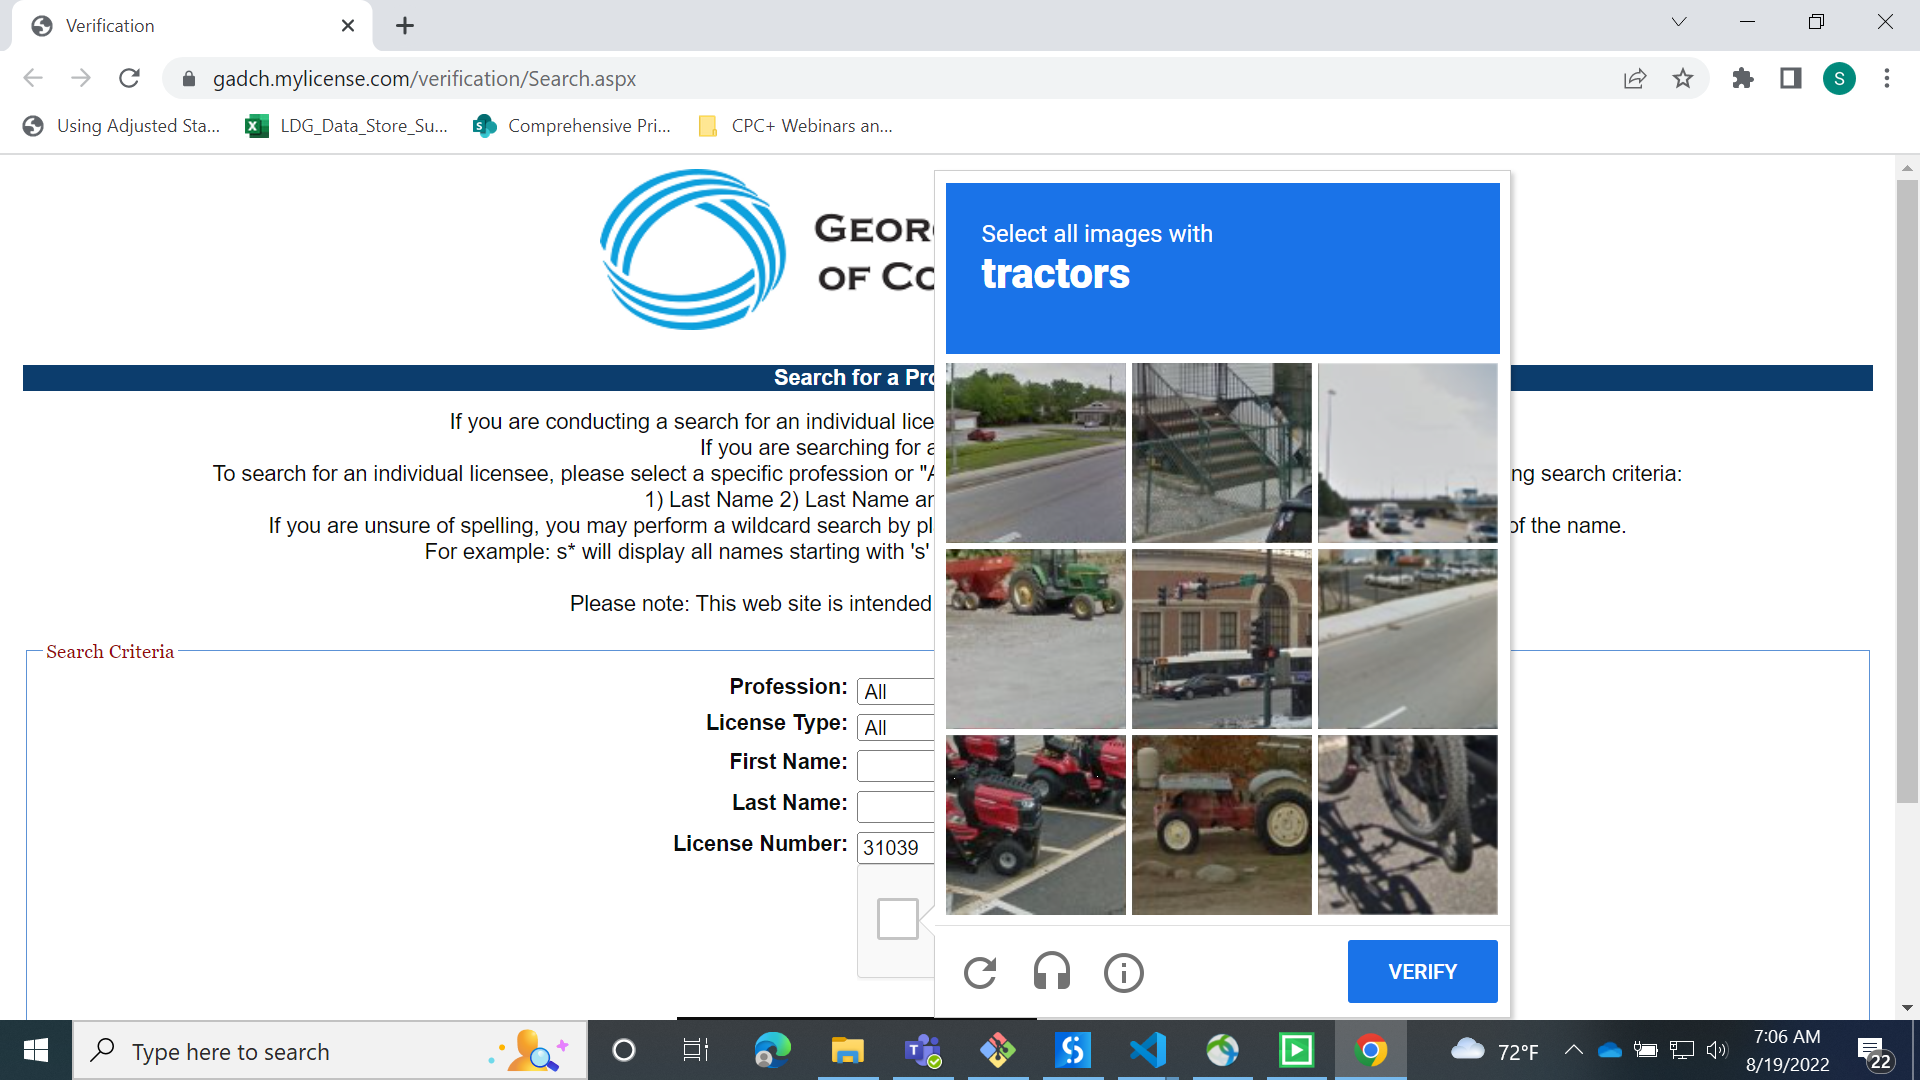 Verification
gadch.mylicense.com/verification/Search.aspx
S
Using Adjusted Sta...
LDG_Data_Store_Su...
Comprehensive Pri...
CPC+ Webinars an...
GEOR
OF CO
Select all images with
tractors
Search for a Pro
If you are conducting a search for an individual lice
If you are searching for a
To search for an individual licensee, please select a specific profession or "A
ng search criteria:
1) Last Name 2) Last Name an
If you are unsure of spelling, you may perform a wildcard search by pl
of the name.
For example: s* will display all names starting with 's'
Please note: This web site is intended
Search Criteria
Profession:
All
License Type:
All
First Name:
Last Name:
License Number:
31039
VERIFY
Type here to search
72°F
7:06 AM
8/19/2022
22